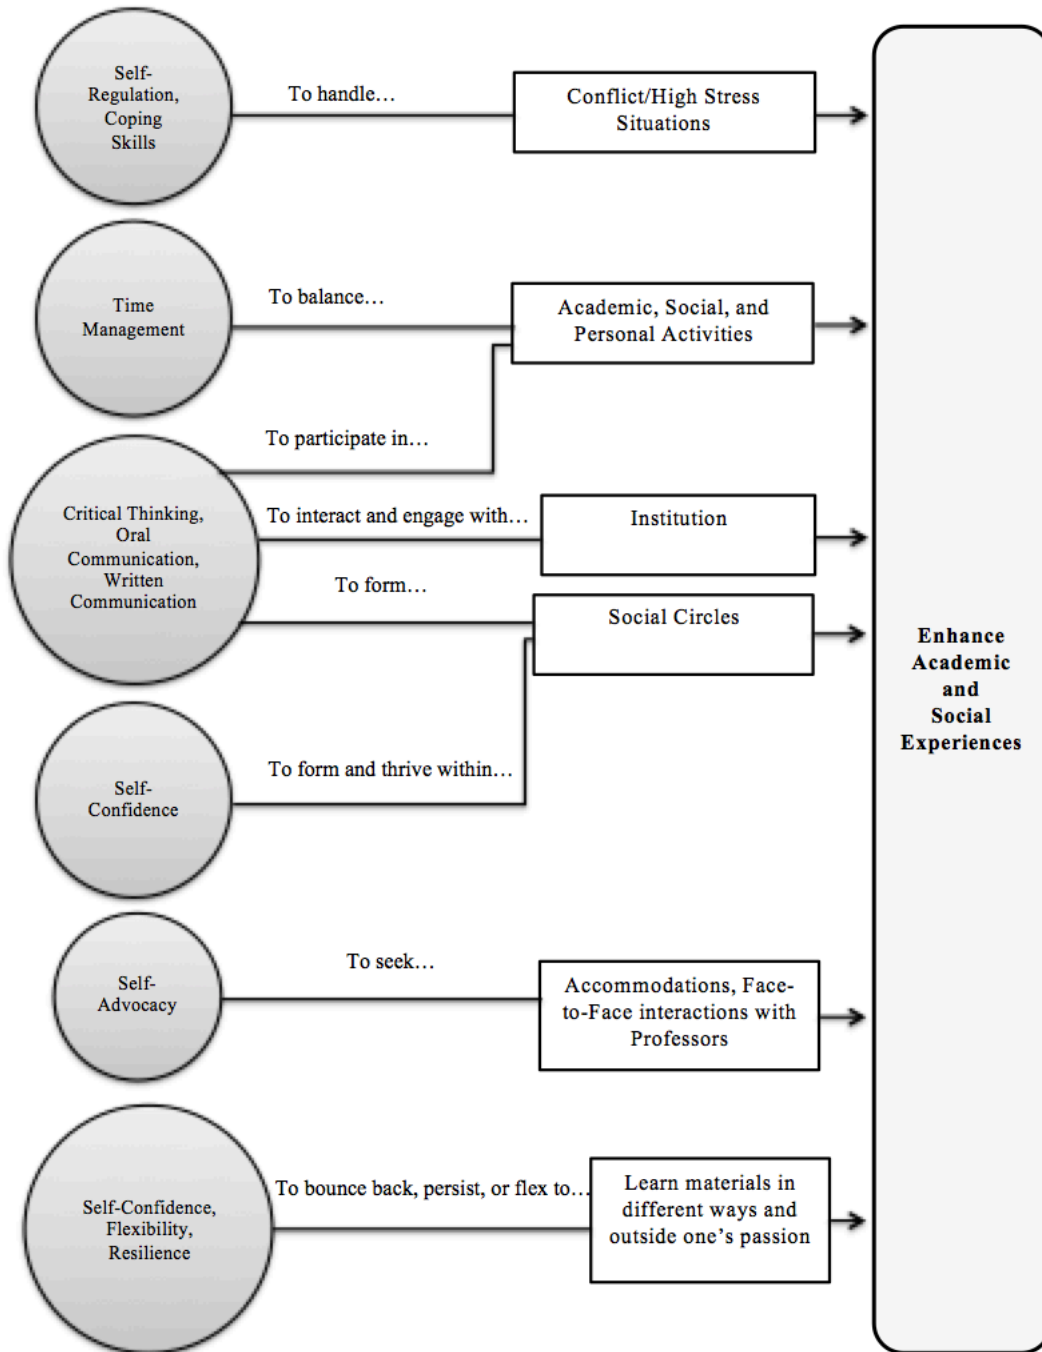 Self-
Regulation,
Coping
Skills
To handle…
Conflict/High Stress
Situations
Time
Management
To balance…
Academic, Social, and
Personal Activities
To participate in…
Critical Thinking,
Oral
Communication,
Written
Communication
To interact and engage with…
Institution
To form…
Social Circles
Self-
Confidence
To form and thrive within…
Self-
Advocacy
To seek…
Accommodations, Face-
to-Face interactions with
Professors
Self-Confidence,
Flexibility,
Resilience
To bounce back, persist, or flex to…
Learn materials in
different ways and
outside one’s passion
Enhance
Academic
and
Social
Experiences